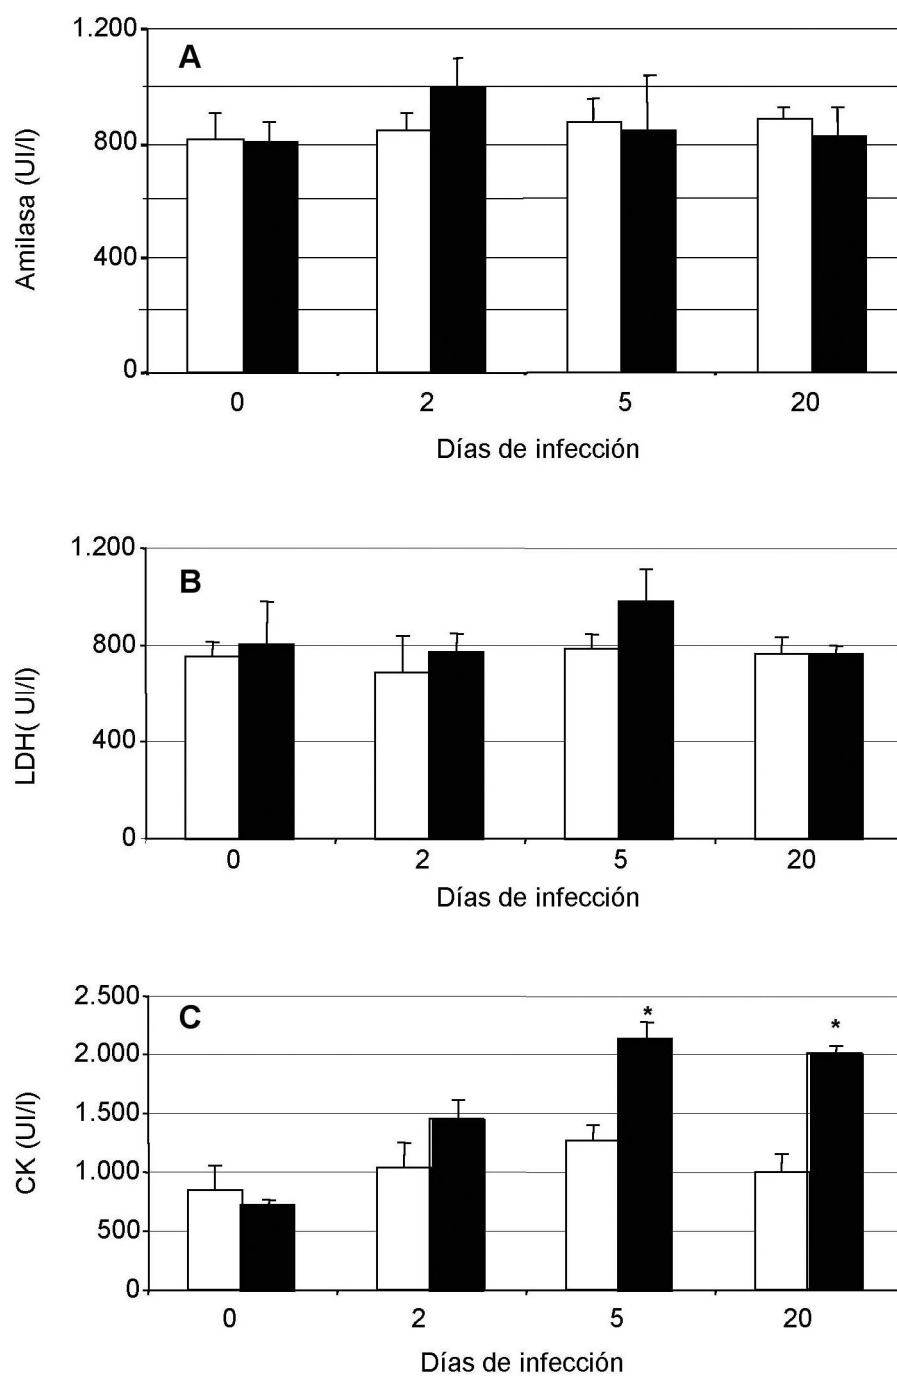 A
Amilasa (UI/l)
1.200
800
400
0
0 2 5 20
Días de infección
B
LDH( UI/l)
1.200
800
400
0
0 2 5 20
Días de infección
C
CK (UI/l)
2.500
2.000
1.500
1.000
500
0
* *
0 2 5 20
Días de infección